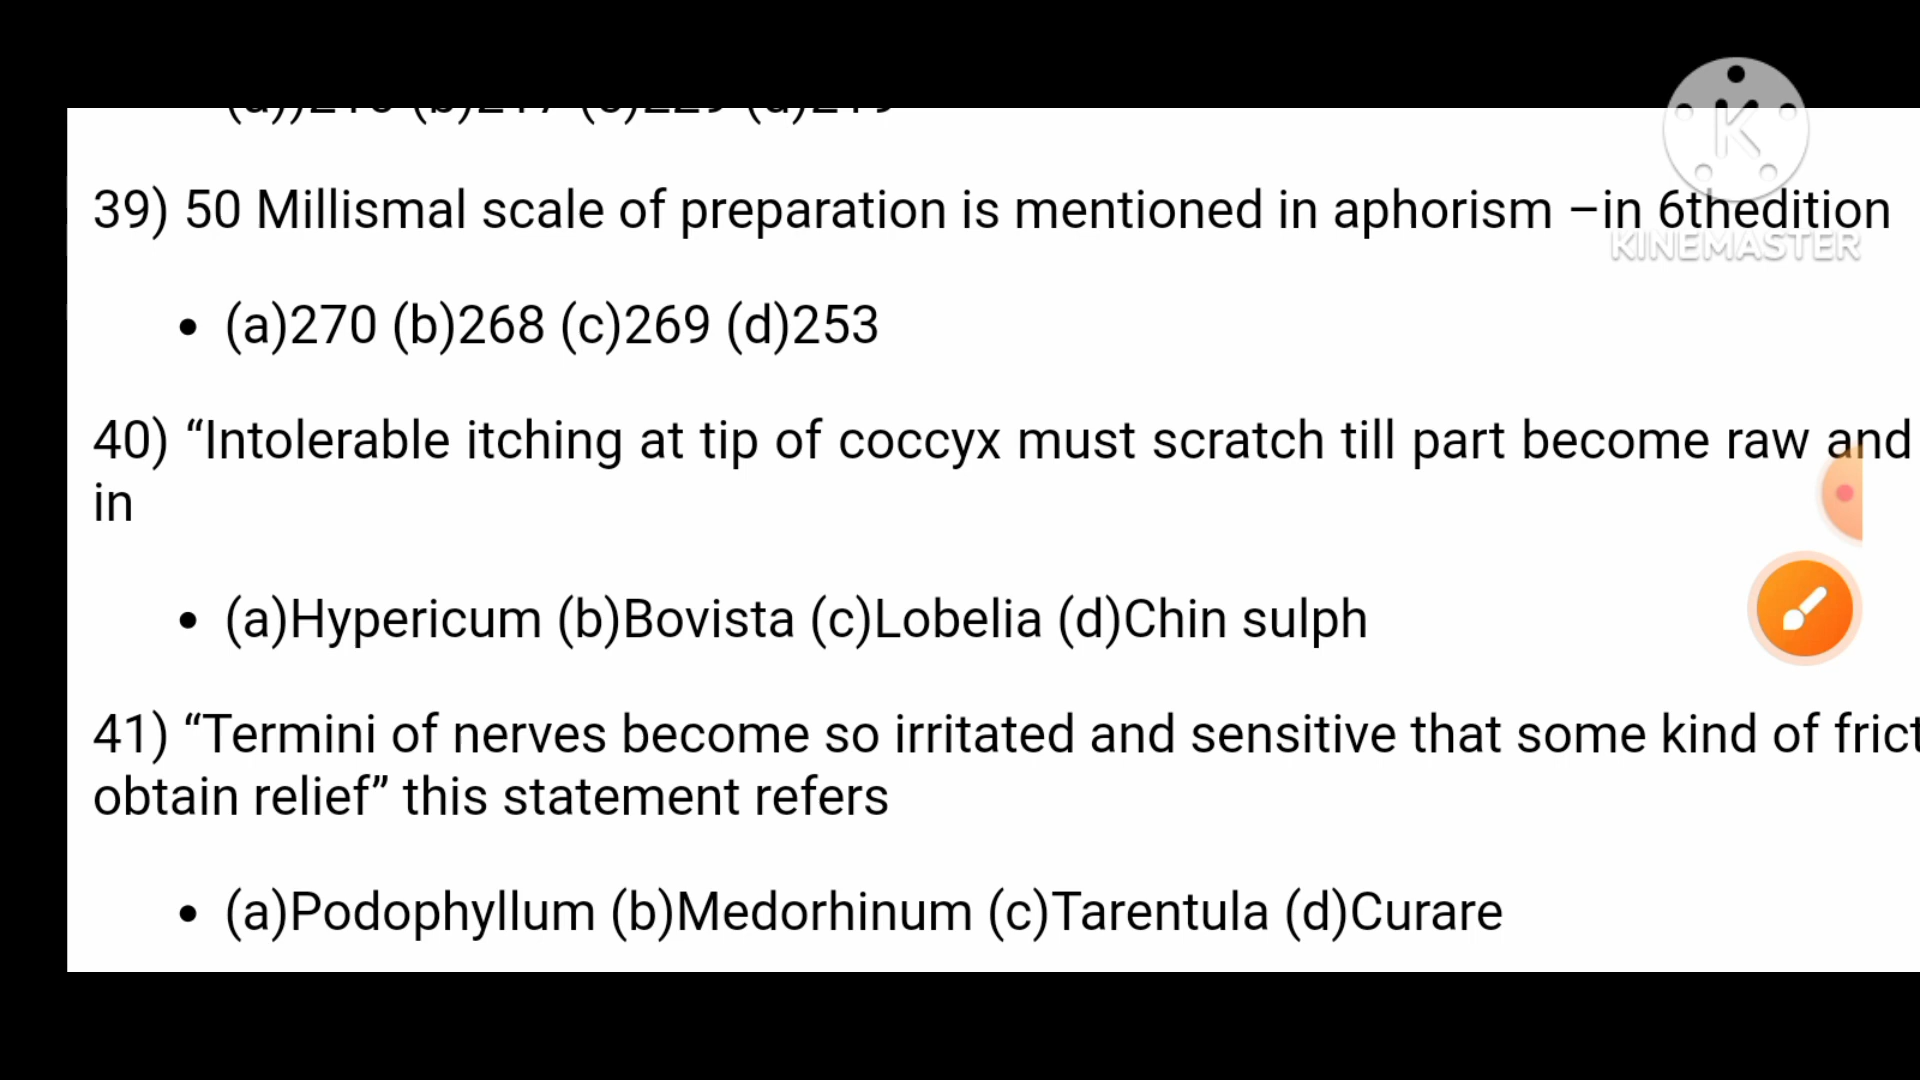 39) 50 Millismal scale of preparation is mentioned in aphorism –in 6thedition
KINEMASTER
• (a)270 (b)268 (c)269 (d)253
40) “Intolerable itching at tip of coccyx must scratch till part become raw and
in
• (a)Hypericum (b)Bovista (c)Lobelia (d)Chin sulph
41) “Termini of nerves become so irritated and sensitive that some kind of frict
obtain relief” this statement refers
• (a)Podophyllum (b)Medorhinum (c)Tarentula (d)Curare